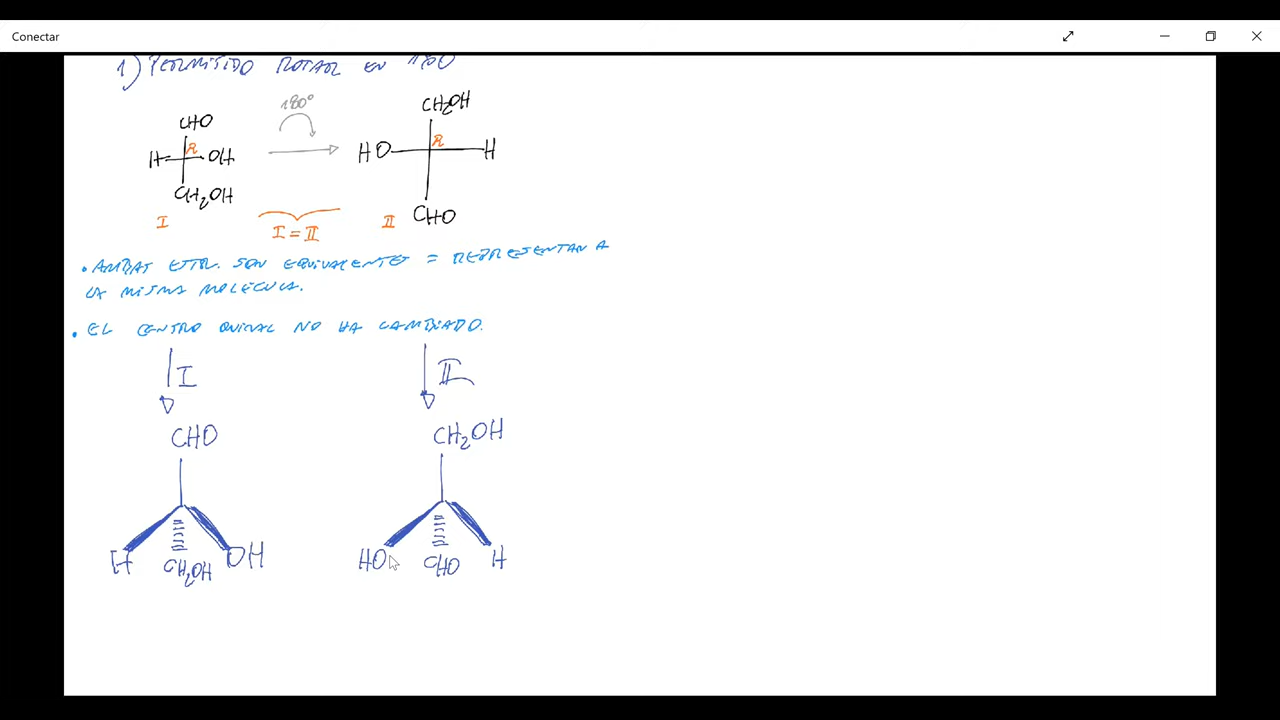 Conectar
1) PERMITIDO ROTAR EN 180
CHO
H
R
OH
CH2OH
I
180°
I = II
CH2OH
HO
R
H
CHO
II
• AMBAS ESTR. SON EQUIVALENTES = REPRESENTAN A
LA MISMA MOLÉCULA.
• EL CENTRO QUIRAL NO HA CAMBIADO.
I
II
CHO
H
CH2OH
OH
CH2OH
HO
CHO
H